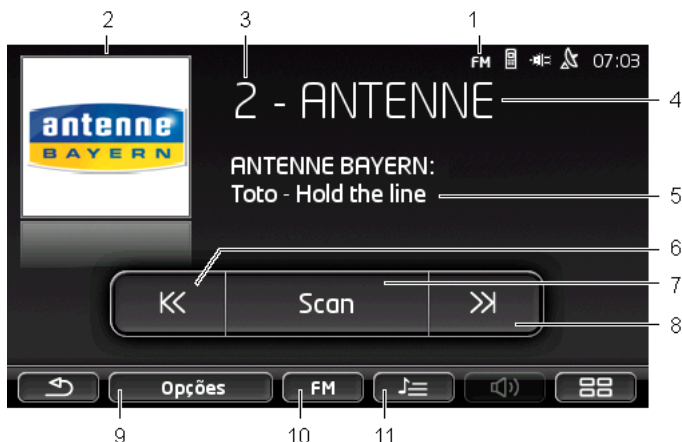 2 3 1
FM 07:03
2 - ANTENNE
4
antenne
BAYERN
ANTENNE BAYERN:
Toto - Hold the line
5
6
Scan
7
8
Opções FM
9 10 11